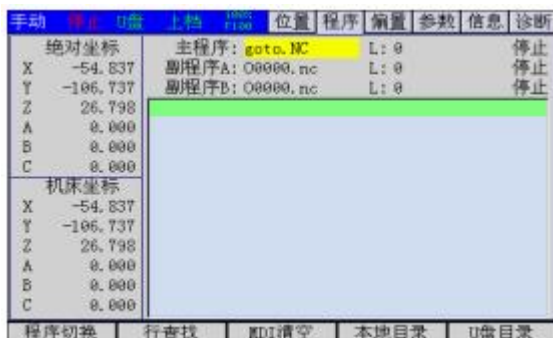 手动 停止 U盘 上档 位置 程序 偏置 参数 信息 诊断
绝对坐标
X -54.837
Y -106.737
Z 26.798
A 0.000
B 0.000
C 0.000
机床坐标
X -54.837
Y -106.737
Z 26.798
A 0.000
B 0.000
C 0.000
主程序: goto.NC L: 0 停止
副程序A: O0000.nc L: 0 停止
副程序B: O0000.nc L: 0 停止
程序切换 行查找 MDI清空 本地目录 U盘目录